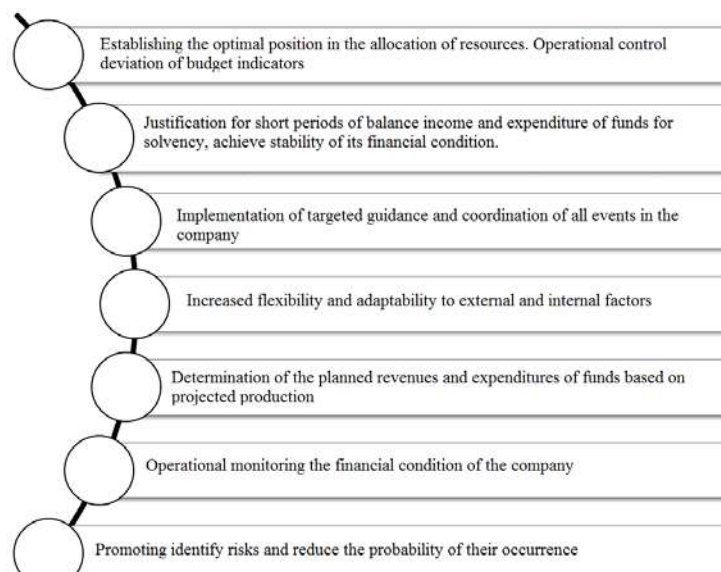 Establishing the optimal position in the allocation of resources. Operational control
deviation of budget indicators
Justification for short periods of balance income and expenditure of funds for
solvency, achieve stability of its financial condition.
Implementation of targeted guidance and coordination of all events in the
company
Increased flexibility and adaptability to external and internal factors
Determination of the planned revenues and expenditures of funds based on
projected production
Operational monitoring the financial condition of the company
Promoting identify risks and reduce the probability of their occurrence